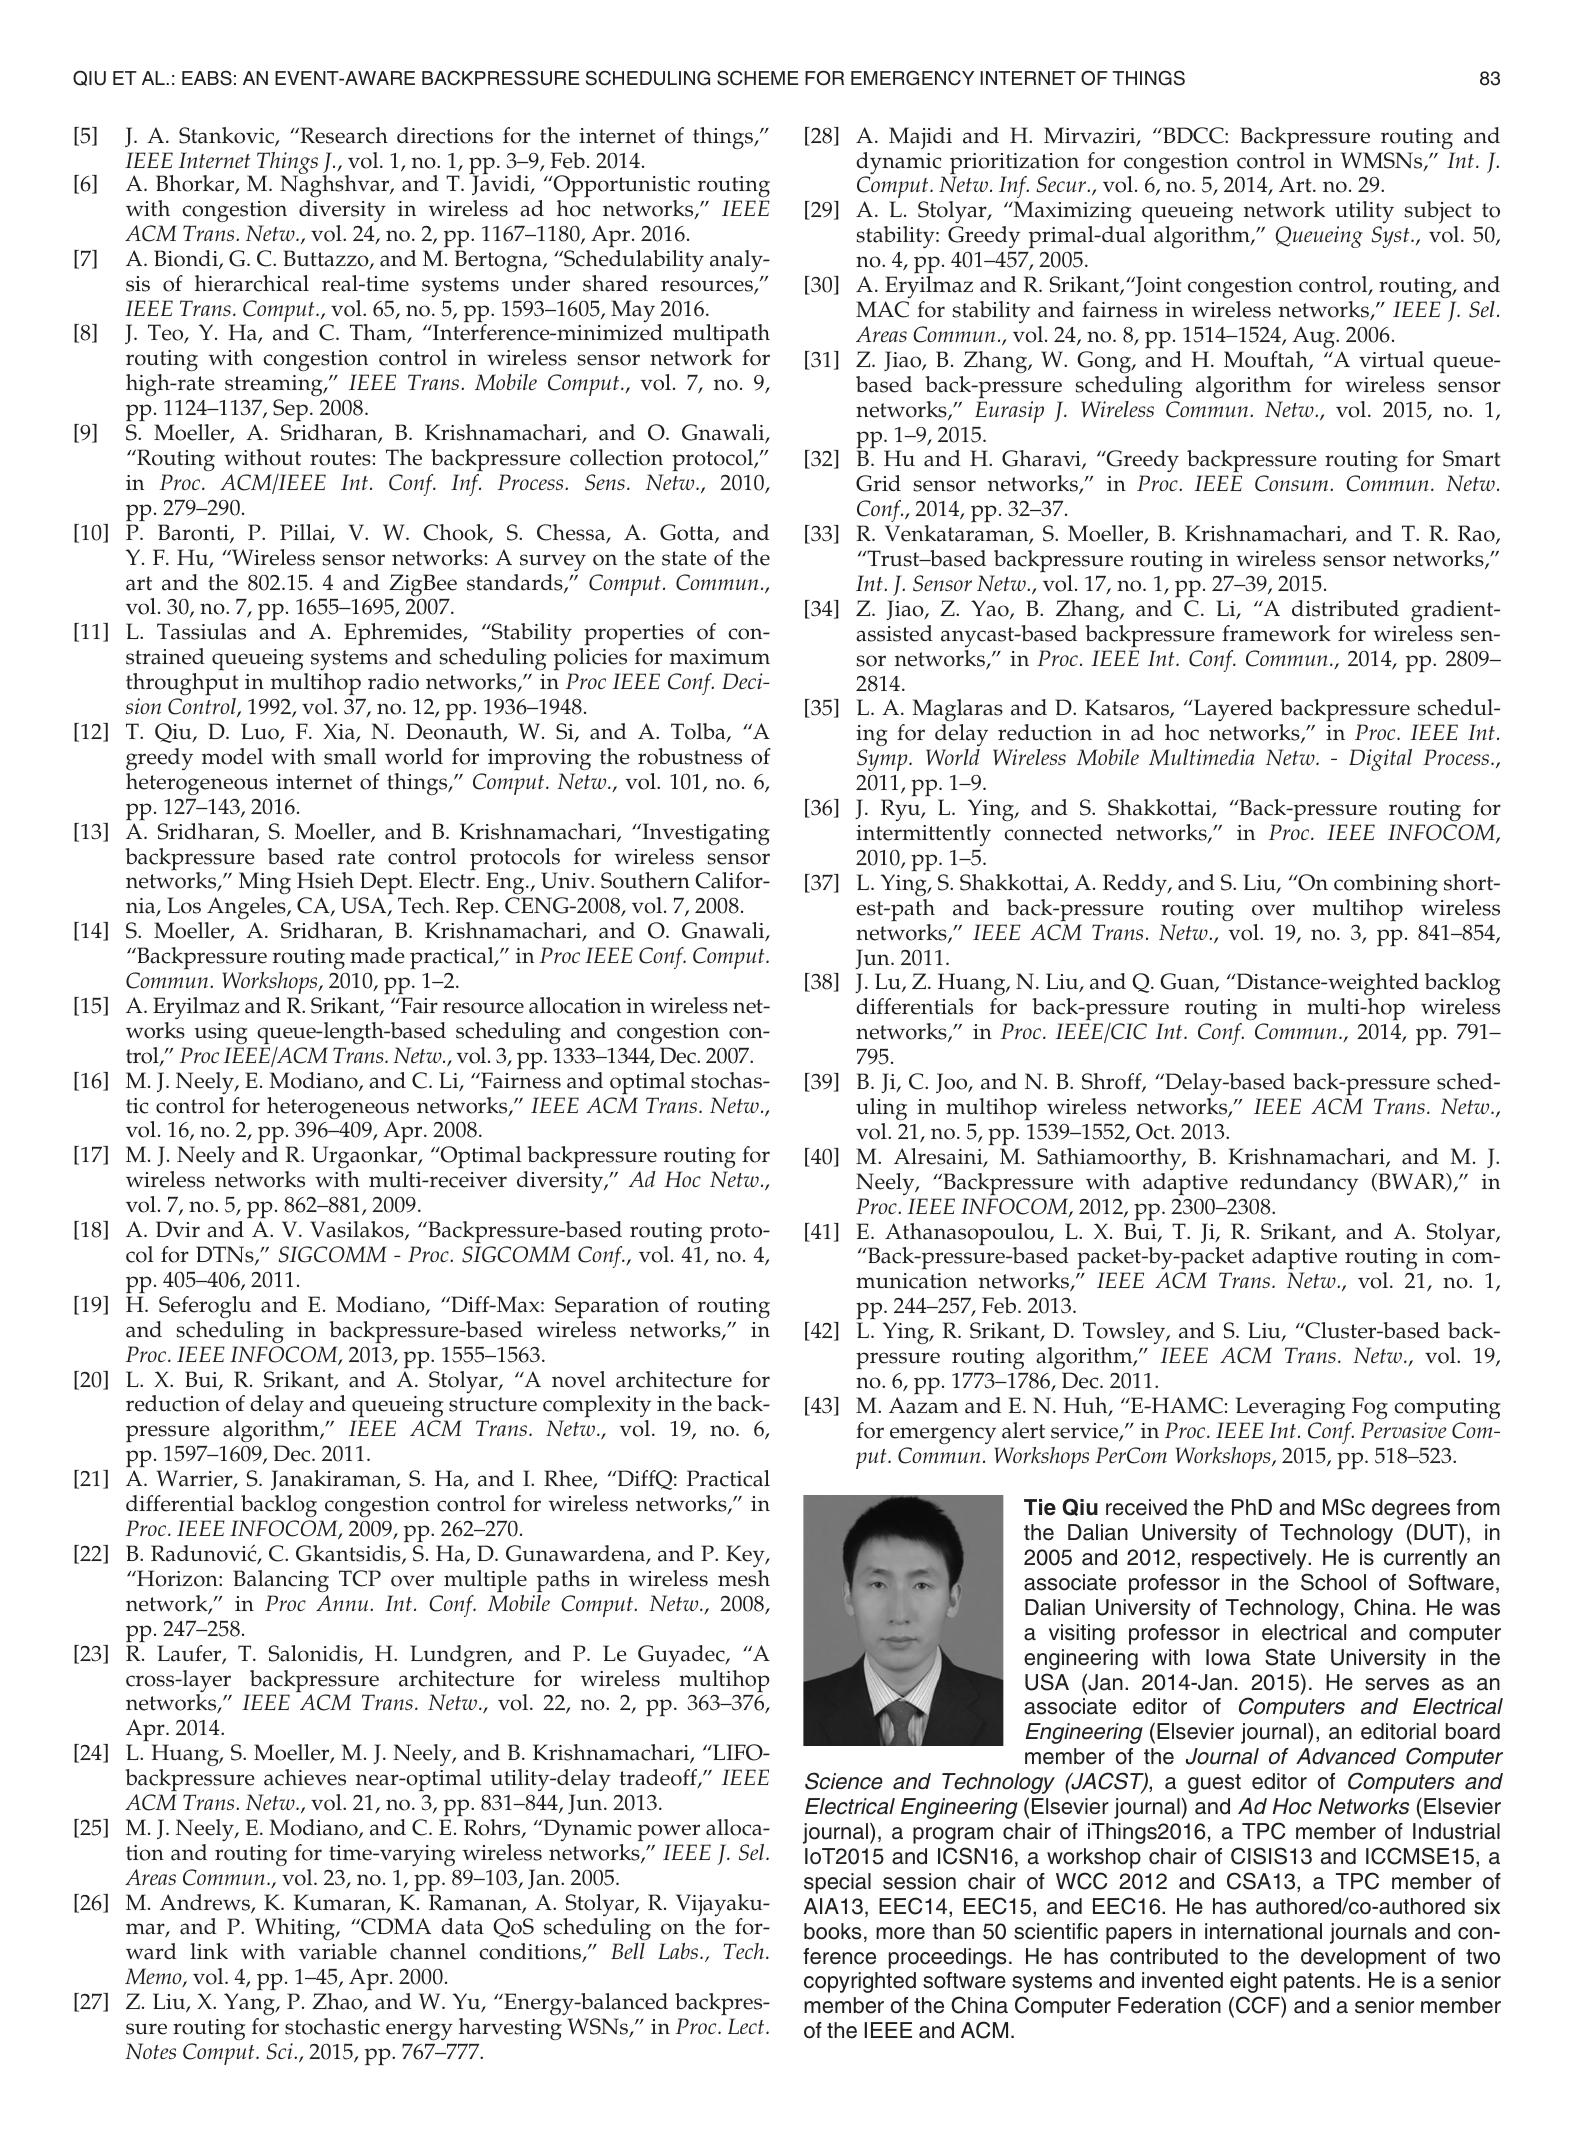 QIU ET AL.: EABS: AN EVENT-AWARE BACKPRESSURE SCHEDULING SCHEME FOR EMERGENCY INTERNET OF THINGS 83
[5] J. A. Stankovic, “Research directions for the internet of things,”
IEEE Internet Things J., vol. 1, no. 1, pp. 3–9, Feb. 2014.
[6] A. Bhorkar, M. Naghshvar, and T. Javidi, “Opportunistic routing
with congestion diversity in wireless ad hoc networks,” IEEE
ACM Trans. Netw., vol. 24, no. 2, pp. 1167–1180, Apr. 2016.
[7] A. Biondi, G. C. Buttazzo, and M. Bertogna, “Schedulability analy-
sis of hierarchical real-time systems under shared resources,”
IEEE Trans. Comput., vol. 65, no. 5, pp. 1593–1605, May 2016.
[8] J. Teo, Y. Ha, and C. Tham, “Interference-minimized multipath
routing with congestion control in wireless sensor network for
high-rate streaming,” IEEE Trans. Mobile Comput., vol. 7, no. 9,
pp. 1124–1137, Sep. 2008.
[9] S. Moeller, A. Sridharan, B. Krishnamachari, and O. Gnawali,
“Routing without routes: The backpressure collection protocol,”
in Proc. ACM/IEEE Int. Conf. Inf. Process. Sens. Netw., 2010,
pp. 279–290.
[10] P. Baronti, P. Pillai, V. W. Chook, S. Chessa, A. Gotta, and
Y. F. Hu, “Wireless sensor networks: A survey on the state of the
art and the 802.15. 4 and ZigBee standards,” Comput. Commun.,
vol. 30, no. 7, pp. 1655–1695, 2007.
[11] L. Tassiulas and A. Ephremides, “Stability properties of con-
strained queueing systems and scheduling policies for maximum
throughput in multihop radio networks,” in Proc IEEE Conf. Deci-
sion Control, 1992, vol. 37, no. 12, pp. 1936–1948.
[12] T. Qiu, D. Luo, F. Xia, N. Deonauth, W. Si, and A. Tolba, “A
greedy model with small world for improving the robustness of
heterogeneous internet of things,” Comput. Netw., vol. 101, no. 6,
pp. 127–143, 2016.
[13] A. Sridharan, S. Moeller, and B. Krishnamachari, “Investigating
backpressure based rate control protocols for wireless sensor
networks,” Ming Hsieh Dept. Electr. Eng., Univ. Southern Califor-
nia, Los Angeles, CA, USA, Tech. Rep. CENG-2008, vol. 7, 2008.
[14] S. Moeller, A. Sridharan, B. Krishnamachari, and O. Gnawali,
“Backpressure routing made practical,” in Proc IEEE Conf. Comput.
Commun. Workshops, 2010, pp. 1–2.
[15] A. Eryilmaz and R. Srikant, “Fair resource allocation in wireless net-
works using queue-length-based scheduling and congestion con-
trol,” Proc IEEE/ACM Trans. Netw., vol. 3, pp. 1333–1344, Dec. 2007.
[16] M. J. Neely, E. Modiano, and C. Li, “Fairness and optimal stochas-
tic control for heterogeneous networks,” IEEE ACM Trans. Netw.,
vol. 16, no. 2, pp. 396–409, Apr. 2008.
[17] M. J. Neely and R. Urgaonkar, “Optimal backpressure routing for
wireless networks with multi-receiver diversity,” Ad Hoc Netw.,
vol. 7, no. 5, pp. 862–881, 2009.
[18] A. Dvir and A. V. Vasilakos, “Backpressure-based routing proto-
col for DTNs,” SIGCOMM - Proc. SIGCOMM Conf., vol. 41, no. 4,
pp. 405–406, 2011.
[19] H. Seferoglu and E. Modiano, “Diff-Max: Separation of routing
and scheduling in backpressure-based wireless networks,” in
Proc. IEEE INFOCOM, 2013, pp. 1555–1563.
[20] L. X. Bui, R. Srikant, and A. Stolyar, “A novel architecture for
reduction of delay and queueing structure complexity in the back-
pressure algorithm,” IEEE ACM Trans. Netw., vol. 19, no. 6,
pp. 1597–1609, Dec. 2011.
[21] A. Warrier, S. Janakiraman, S. Ha, and I. Rhee, “DiffQ: Practical
differential backlog congestion control for wireless networks,” in
Proc. IEEE INFOCOM, 2009, pp. 262–270.
[22] B. Radunović, C. Gkantsidis, S. Ha, D. Gunawardena, and P. Key,
“Horizon: Balancing TCP over multiple paths in wireless mesh
network,” in Proc Annu. Int. Conf. Mobile Comput. Netw., 2008,
pp. 247–258.
[23] R. Laufer, T. Salonidis, H. Lundgren, and P. Le Guyadec, “A
cross-layer backpressure architecture for wireless multihop
networks,” IEEE ACM Trans. Netw., vol. 22, no. 2, pp. 363–376,
Apr. 2014.
[24] L. Huang, S. Moeller, M. J. Neely, and B. Krishnamachari, “LIFO-
backpressure achieves near-optimal utility-delay tradeoff,” IEEE
ACM Trans. Netw., vol. 21, no. 3, pp. 831–844, Jun. 2013.
[25] M. J. Neely, E. Modiano, and C. E. Rohrs, “Dynamic power alloca-
tion and routing for time-varying wireless networks,” IEEE J. Sel.
Areas Commun., vol. 23, no. 1, pp. 89–103, Jan. 2005.
[26] M. Andrews, K. Kumaran, K. Ramanan, A. Stolyar, R. Vijayaku-
mar, and P. Whiting, “CDMA data QoS scheduling on the for-
ward link with variable channel conditions,” Bell Labs., Tech.
Memo, vol. 4, pp. 1–45, Apr. 2000.
[27] Z. Liu, X. Yang, P. Zhao, and W. Yu, “Energy-balanced backpres-
sure routing for stochastic energy harvesting WSNs,” in Proc. Lect.
Notes Comput. Sci., 2015, pp. 767–777.
[28] A. Majidi and H. Mirvaziri, “BDCC: Backpressure routing and
dynamic prioritization for congestion control in WMSNs,” Int. J.
Comput. Netw. Inf. Secur., vol. 6, no. 5, 2014, Art. no. 29.
[29] A. L. Stolyar, “Maximizing queueing network utility subject to
stability: Greedy primal-dual algorithm,” Queueing Syst., vol. 50,
no. 4, pp. 401–457, 2005.
[30] A. Eryilmaz and R. Srikant,“Joint congestion control, routing, and
MAC for stability and fairness in wireless networks,” IEEE J. Sel.
Areas Commun., vol. 24, no. 8, pp. 1514–1524, Aug. 2006.
[31] Z. Jiao, B. Zhang, W. Gong, and H. Mouftah, “A virtual queue-
based back-pressure scheduling algorithm for wireless sensor
networks,” Eurasip J. Wireless Commun. Netw., vol. 2015, no. 1,
pp. 1–9, 2015.
[32] B. Hu and H. Gharavi, “Greedy backpressure routing for Smart
Grid sensor networks,” in Proc. IEEE Consum. Commun. Netw.
Conf., 2014, pp. 32–37.
[33] R. Venkataraman, S. Moeller, B. Krishnamachari, and T. R. Rao,
“Trust–based backpressure routing in wireless sensor networks,”
Int. J. Sensor Netw., vol. 17, no. 1, pp. 27–39, 2015.
[34] Z. Jiao, Z. Yao, B. Zhang, and C. Li, “A distributed gradient-
assisted anycast-based backpressure framework for wireless sen-
sor networks,” in Proc. IEEE Int. Conf. Commun., 2014, pp. 2809–
2814.
[35] L. A. Maglaras and D. Katsaros, “Layered backpressure schedul-
ing for delay reduction in ad hoc networks,” in Proc. IEEE Int.
Symp. World Wireless Mobile Multimedia Netw. - Digital Process.,
2011, pp. 1–9.
[36] J. Ryu, L. Ying, and S. Shakkottai, “Back-pressure routing for
intermittently connected networks,” in Proc. IEEE INFOCOM,
2010, pp. 1–5.
[37] L. Ying, S. Shakkottai, A. Reddy, and S. Liu, “On combining short-
est-path and back-pressure routing over multihop wireless
networks,” IEEE ACM Trans. Netw., vol. 19, no. 3, pp. 841–854,
Jun. 2011.
[38] J. Lu, Z. Huang, N. Liu, and Q. Guan, “Distance-weighted backlog
differentials for back-pressure routing in multi-hop wireless
networks,” in Proc. IEEE/CIC Int. Conf. Commun., 2014, pp. 791–
795.
[39] B. Ji, C. Joo, and N. B. Shroff, “Delay-based back-pressure sched-
uling in multihop wireless networks,” IEEE ACM Trans. Netw.,
vol. 21, no. 5, pp. 1539–1552, Oct. 2013.
[40] M. Alresaini, M. Sathiamoorthy, B. Krishnamachari, and M. J.
Neely, “Backpressure with adaptive redundancy (BWAR),” in
Proc. IEEE INFOCOM, 2012, pp. 2300–2308.
[41] E. Athanasopoulou, L. X. Bui, T. Ji, R. Srikant, and A. Stolyar,
“Back-pressure-based packet-by-packet adaptive routing in com-
munication networks,” IEEE ACM Trans. Netw., vol. 21, no. 1,
pp. 244–257, Feb. 2013.
[42] L. Ying, R. Srikant, D. Towsley, and S. Liu, “Cluster-based back-
pressure routing algorithm,” IEEE ACM Trans. Netw., vol. 19,
no. 6, pp. 1773–1786, Dec. 2011.
[43] M. Aazam and E. N. Huh, “E-HAMC: Leveraging Fog computing
for emergency alert service,” in Proc. IEEE Int. Conf. Pervasive Com-
put. Commun. Workshops PerCom Workshops, 2015, pp. 518–523.
Tie Qiu received the PhD and MSc degrees from
the Dalian University of Technology (DUT), in
2005 and 2012, respectively. He is currently an
associate professor in the School of Software,
Dalian University of Technology, China. He was
a visiting professor in electrical and computer
engineering with Iowa State University in the
USA (Jan. 2014-Jan. 2015). He serves as an
associate editor of Computers and Electrical
Engineering (Elsevier journal), an editorial board
member of the Journal of Advanced Computer
Science and Technology (JACST), a guest editor of Computers and
Electrical Engineering (Elsevier journal) and Ad Hoc Networks (Elsevier
journal), a program chair of iThings2016, a TPC member of Industrial
IoT2015 and ICSN16, a workshop chair of CISIS13 and ICCMSE15, a
special session chair of WCC 2012 and CSA13, a TPC member of
AIA13, EEC14, EEC15, and EEC16. He has authored/co-authored six
books, more than 50 scientific papers in international journals and con-
ference proceedings. He has contributed to the development of two
copyrighted software systems and invented eight patents. He is a senior
member of the China Computer Federation (CCF) and a senior member
of the IEEE and ACM.